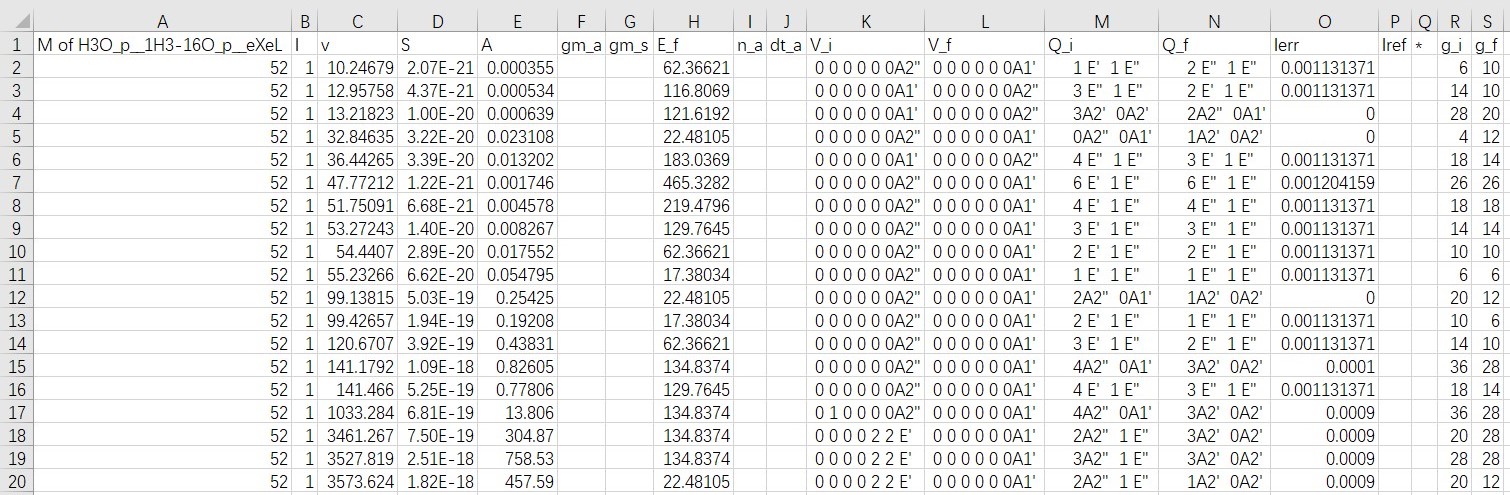 A B C D E F G H I J K L M N O P Q R S
1 M of H3O_p__1H3-16O_p__eXeL I v S A gm_a gm_s E_f n_a dt_a V_i V_f Q_i Q_f Ierr Iref * g_i g_f
2 52 1 10.24679 2.07E-21 0.000355 62.36621 0 0 0 0 0 0A2" 0 0 0 0 0 0A1' 1 E' 1 E" 2 E" 1 E" 0.001131371 6 10
3 52 1 12.95758 4.37E-21 0.000534 116.8069 0 0 0 0 0 0A1' 0 0 0 0 0 0A2" 3 E" 1 E" 2 E' 1 E" 0.001131371 14 10
4 52 1 13.21823 1.00E-20 0.000639 121.6192 0 0 0 0 0 0A1' 0 0 0 0 0 0A2" 3A2' 0A2' 2A2" 0A1' 0 28 20
5 52 1 32.84635 3.22E-20 0.023108 22.48105 0 0 0 0 0 0A2" 0 0 0 0 0 0A1' 0A2" 0A1' 1A2' 0A2' 0 4 12
6 52 1 36.44265 3.39E-20 0.013202 183.0369 0 0 0 0 0 0A1' 0 0 0 0 0 0A2" 4 E" 1 E" 3 E' 1 E" 0.001131371 18 14
7 52 1 47.77212 1.22E-21 0.001746 465.3282 0 0 0 0 0 0A2" 0 0 0 0 0 0A1' 6 E' 1 E" 6 E" 1 E" 0.001204159 26 26
8 52 1 51.75091 6.68E-21 0.004578 219.4796 0 0 0 0 0 0A2" 0 0 0 0 0 0A1' 4 E' 1 E" 4 E" 1 E" 0.001131371 18 18
9 52 1 53.27243 1.40E-20 0.008267 129.7645 0 0 0 0 0 0A2" 0 0 0 0 0 0A1' 3 E' 1 E" 3 E" 1 E" 0.001131371 14 14
10 52 1 54.4407 2.89E-20 0.017552 62.36621 0 0 0 0 0 0A2" 0 0 0 0 0 0A1' 2 E' 1 E" 2 E" 1 E" 0.001131371 10 10
11 52 1 55.23266 6.62E-20 0.054795 17.38034 0 0 0 0 0 0A2" 0 0 0 0 0 0A1' 1 E' 1 E" 1 E" 1 E" 0.001131371 6 6
12 52 1 99.13815 5.03E-19 0.25425 22.48105 0 0 0 0 0 0A2" 0 0 0 0 0 0A1' 2A2" 0A1' 1A2' 0A2' 0 20 12
13 52 1 99.42657 1.94E-19 0.19208 17.38034 0 0 0 0 0 0A2" 0 0 0 0 0 0A1' 2 E' 1 E" 1 E" 1 E" 0.001131371 10 6
14 52 1 120.6707 3.92E-19 0.43831 62.36621 0 0 0 0 0 0A2" 0 0 0 0 0 0A1' 3 E' 1 E" 2 E" 1 E" 0.001131371 14 10
15 52 1 141.1792 1.09E-18 0.82605 134.8374 0 0 0 0 0 0A2" 0 0 0 0 0 0A1' 4A2" 0A1' 3A2' 0A2' 0.0001 36 28
16 52 1 141.466 5.25E-19 0.77806 129.7645 0 0 0 0 0 0A2" 0 0 0 0 0 0A1' 4 E' 1 E" 3 E" 1 E" 0.001131371 18 14
17 52 1 1033.284 6.81E-19 13.806 134.8374 0 1 0 0 0 0A2" 0 0 0 0 0 0A1' 4A2" 0A1' 3A2' 0A2' 0.0009 36 28
18 52 1 3461.267 7.50E-19 304.87 134.8374 0 0 0 0 2 2 E' 0 0 0 0 0 0A1' 2A2" 1 E" 3A2' 0A2' 0.0009 20 28
19 52 1 3527.819 2.51E-18 758.53 134.8374 0 0 0 0 2 2 E' 0 0 0 0 0 0A1' 3A2" 1 E" 3A2' 0A2' 0.0009 28 28
20 52 1 3573.624 1.82E-18 457.59 22.48105 0 0 0 0 2 2 E' 0 0 0 0 0 0A1' 2A2" 1 E" 1A2' 0A2' 0.0009 20 12